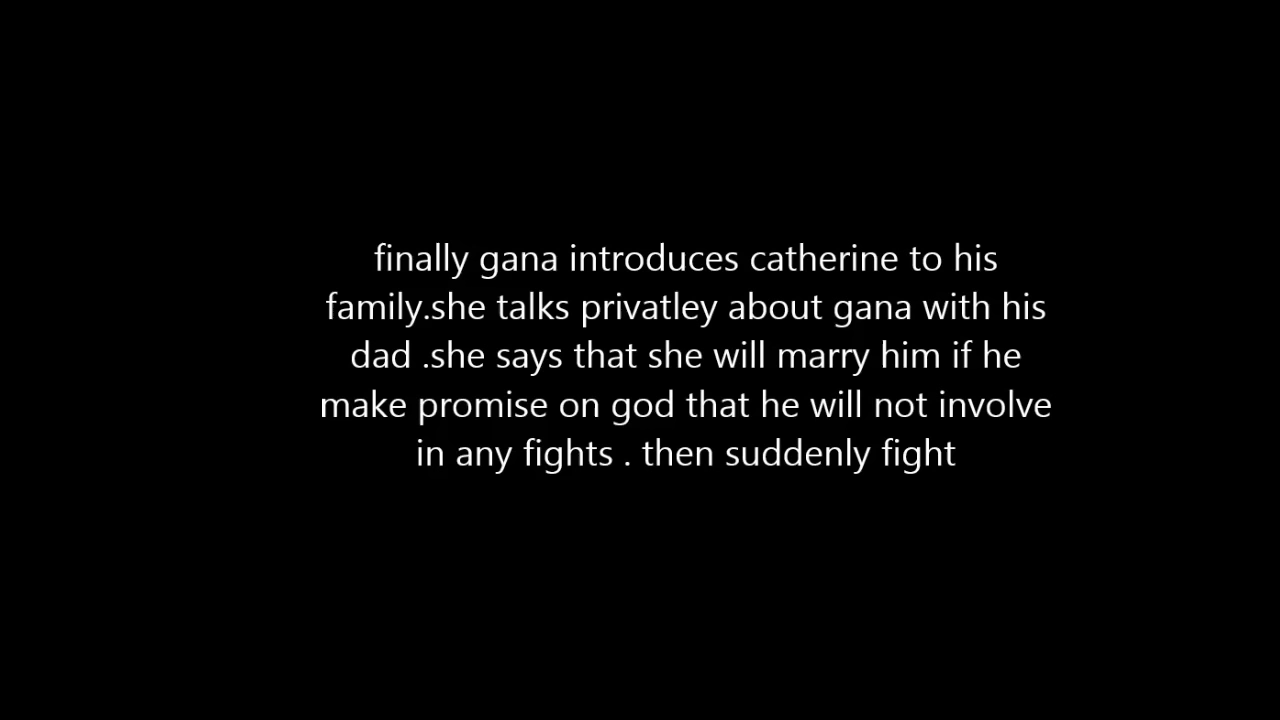 finally gana introduces catherine to his
family.she talks privatley about gana with his
dad .she says that she will marry him if he
make promise on god that he will not involve
in any fights . then suddenly fight